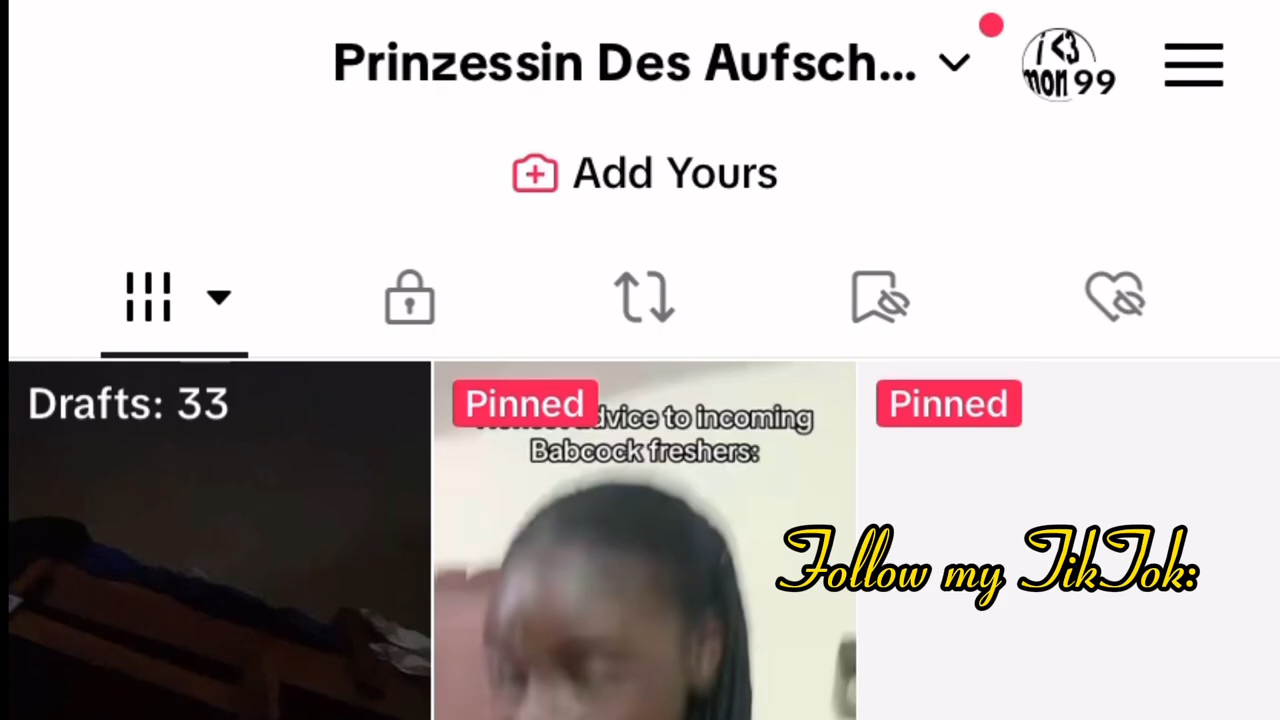 Prinzessin Des Aufsch...
i <3
mon 99
Add Yours
Drafts: 33
Pinned
Pinned
advice to incoming
Babcock freshers:
Follow my TikTok: